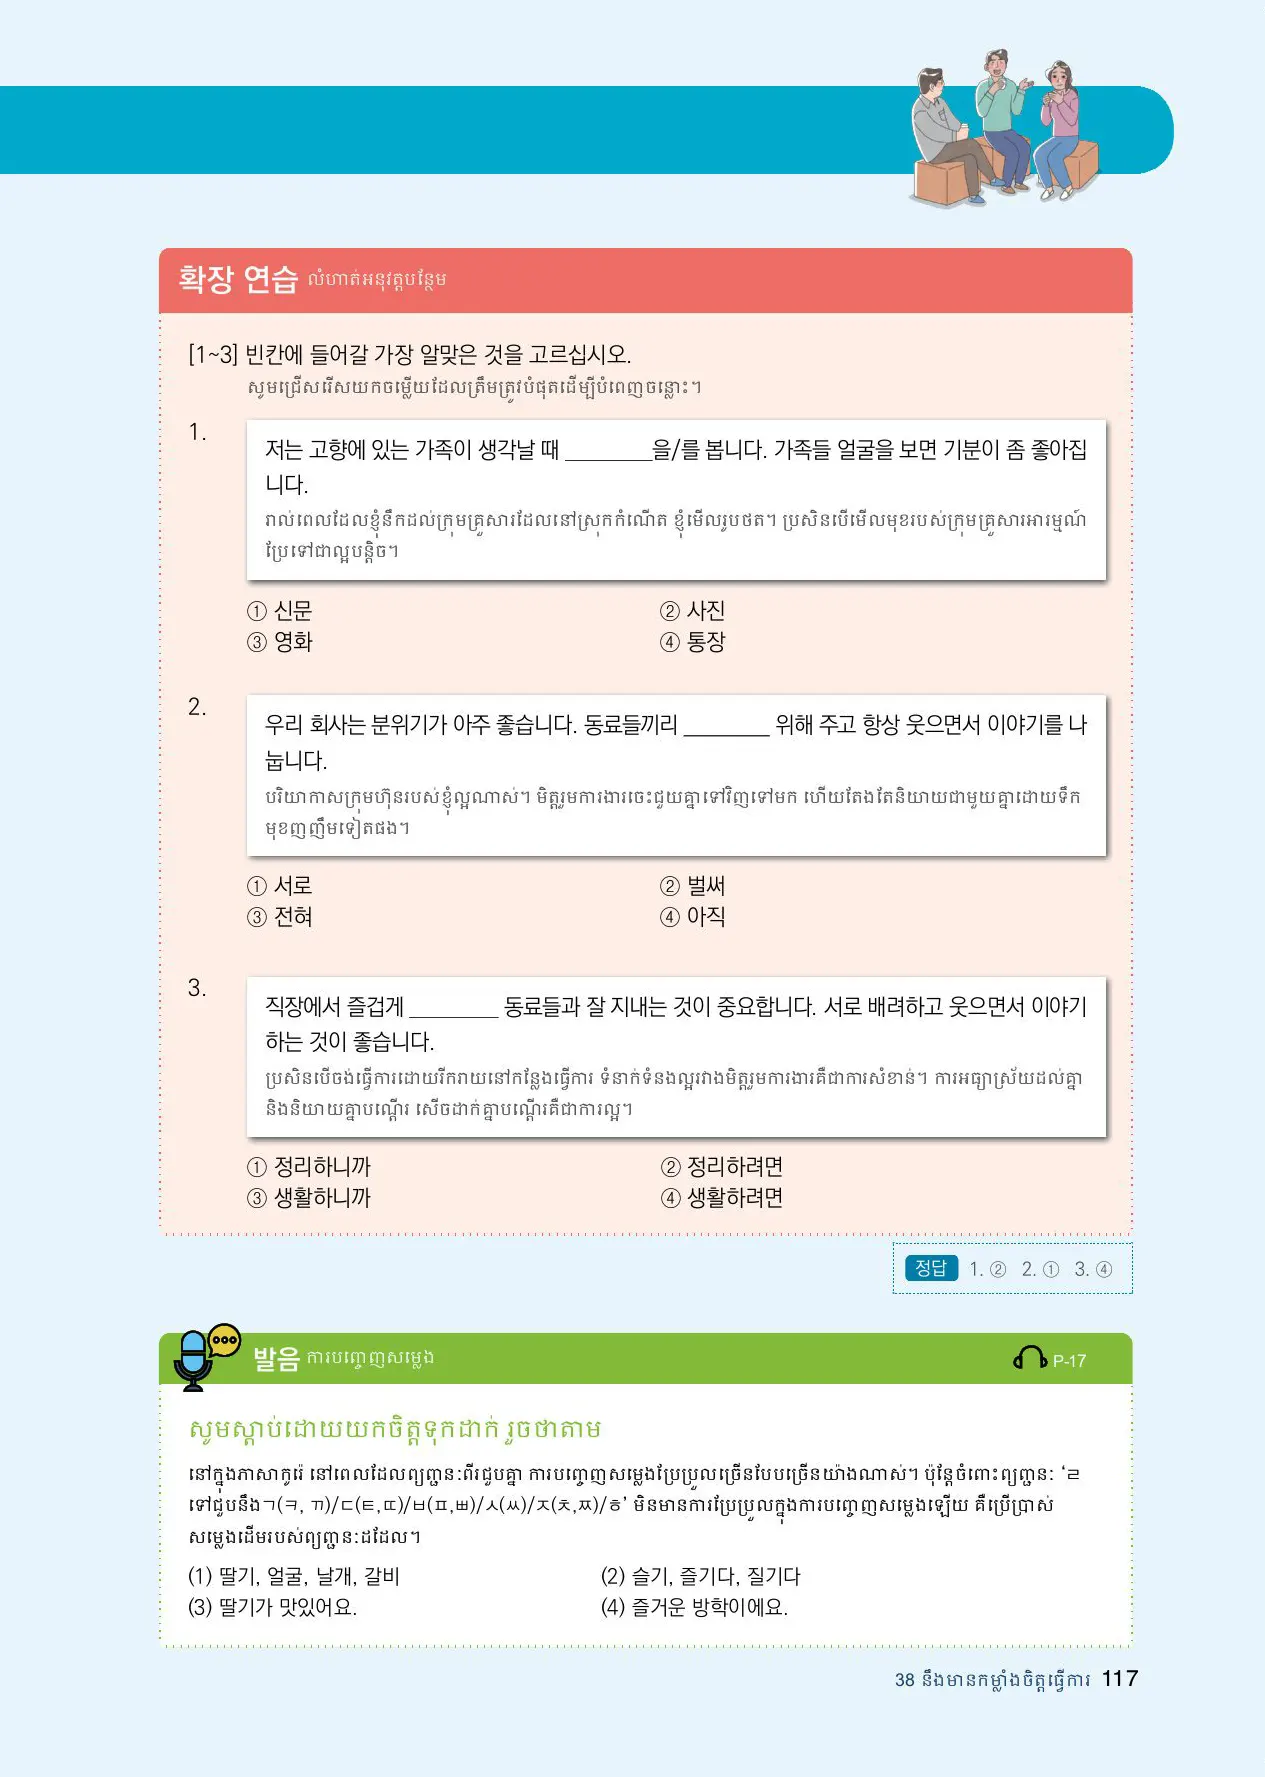 확장 연습 លំហាត់អនុវត្តបន្ថែម
[1~3] 빈칸에 들어갈 가장 알맞은 것을 고르십시오.
សូមជ្រើសរើសយកចម្លើយដែលត្រឹមត្រូវបំផុតដើម្បីបំពេញចន្លោះ។
1.
저는 고향에 있는 가족이 생각날 때 ________을/를 봅니다. 가족들 얼굴을 보면 기분이 좀 좋아집
니다.
រាល់ពេលដែលខ្ញុំនឹកដល់ក្រុមគ្រួសារដែលនៅស្រុកកំណើត ខ្ញុំមើលរូបថត។ ប្រសិនបើមើលមុខរបស់ក្រុមគ្រួសារអារម្មណ៍
ប្រែទៅជាល្អបន្តិច។
① 신문 ② 사진
③ 영화 ④ 통장
2.
우리 회사는 분위기가 아주 좋습니다. 동료들끼리 ________ 위해 주고 항상 웃으면서 이야기를 나
눕니다.
បរិយាកាសក្រុមហ៊ុនរបស់ខ្ញុំល្អណាស់។ មិត្តរួមការងារចេះជួយគ្នាទៅវិញទៅមក ហើយតែងតែនិយាយជាមួយគ្នាដោយទឹក
មុខញញឹមទៀតផង។
① 서로 ② 벌써
③ 전혀 ④ 아직
3.
직장에서 즐겁게 ________ 동료들과 잘 지내는 것이 중요합니다. 서로 배려하고 웃으면서 이야기
하는 것이 좋습니다.
ប្រសិនបើចង់ធ្វើការដោយរីករាយនៅកន្លែងធ្វើការ ទំនាក់ទំនងល្អរវាងមិត្តរួមការងារគឺជាការសំខាន់។ ការអធ្យាស្រ័យដល់គ្នា
និងនិយាយគ្នាបណ្តើរ សើចដាក់គ្នាបណ្តើរគឺជាការល្អ។
① 정리하니까 ② 정리하려면
③ 생활하니까 ④ 생활하려면
정답 1. ② 2. ① 3. ④
발음 ការបញ្ចេញសម្លេង P-17
សូមស្តាប់ដោយយកចិត្តទុកដាក់ រួចថាតាម
នៅក្នុងភាសាកូរ៉េ នៅពេលដែលព្យញ្ជនៈពីរជួបគ្នា ការបញ្ចេញសម្លេងប្រែប្រួលច្រើនបែបច្រើនយ៉ាងណាស់។ ប៉ុន្តែចំពោះព្យញ្ជនៈ ‘ㄹ
ទៅជួបនឹងㄱ(ㅋ, ㄲ)/ㄷ(ㅌ,ㄸ)/ㅂ(ㅍ,ㅃ)/ㅅ(ㅆ)/ㅈ(ㅊ,ㅉ)/ㅎ’ មិនមានការប្រែប្រួលក្នុងការបញ្ចេញសម្លេងឡើយ គឺប្រើប្រាស់
សម្លេងដើមរបស់ព្យញ្ជនៈដដែល។
(1) 딸기, 얼굴, 날개, 갈비 (2) 슬기, 즐기다, 질기다
(3) 딸기가 맛있어요. (4) 즐거운 방학이에요.
38 នឹងមានកម្លាំងចិត្តធ្វើការ 117